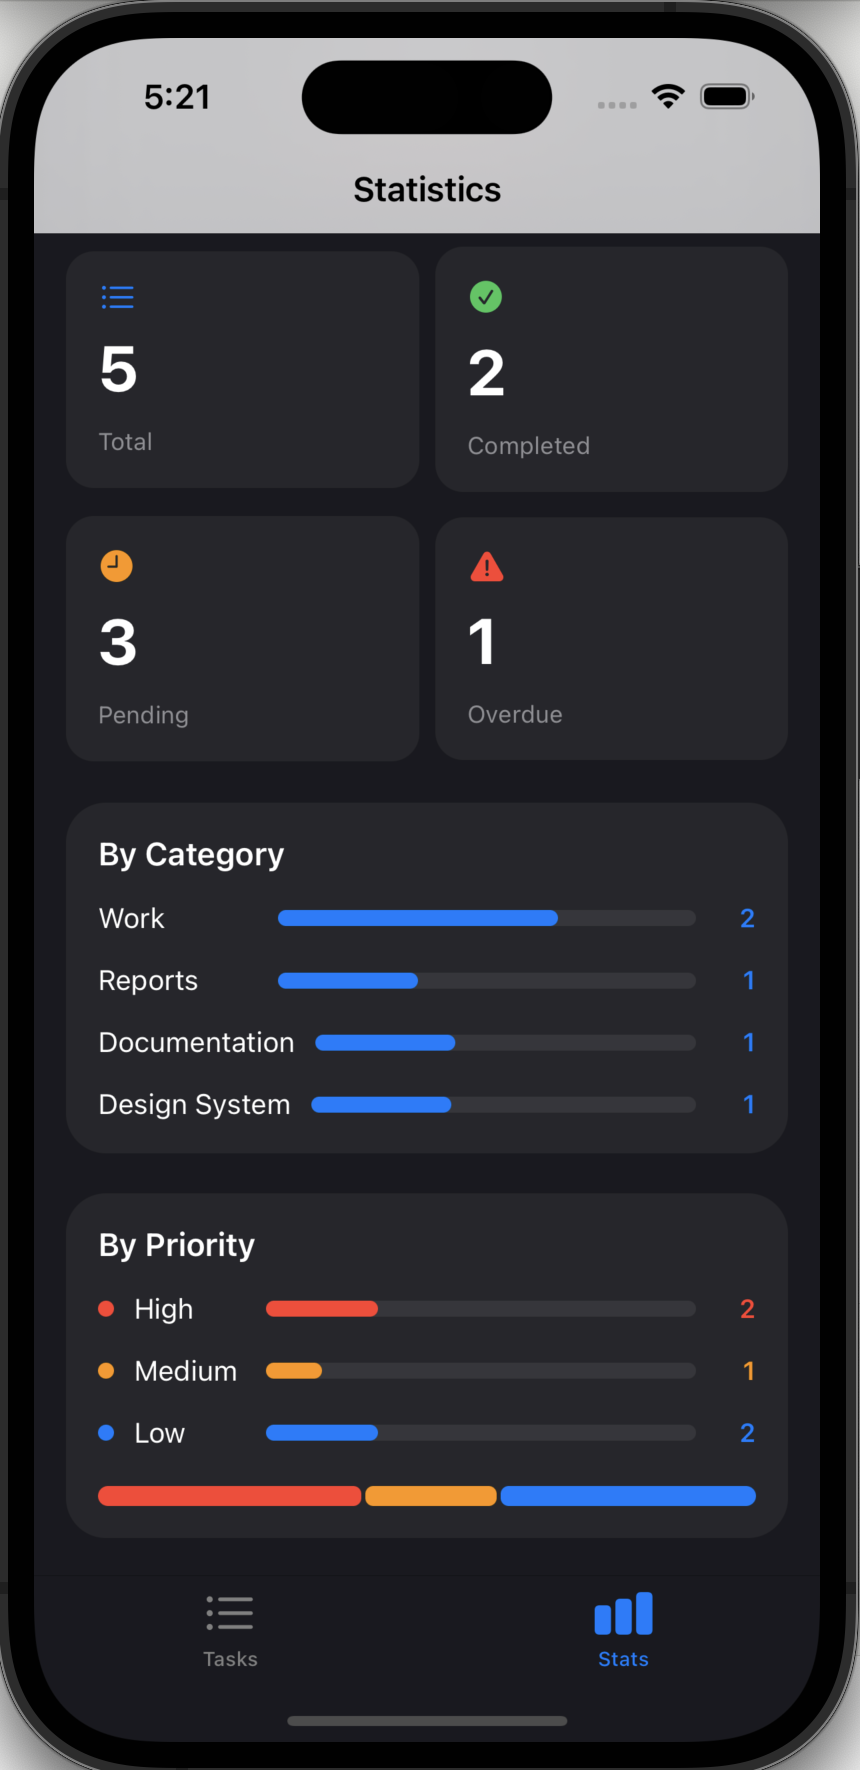 5:21
Statistics
5
Total
2
Completed
3
Pending
1
Overdue
By Category
Work 2
Reports 1
Documentation 1
Design System 1
By Priority
High 2
Medium 1
Low 2
Tasks
Stats